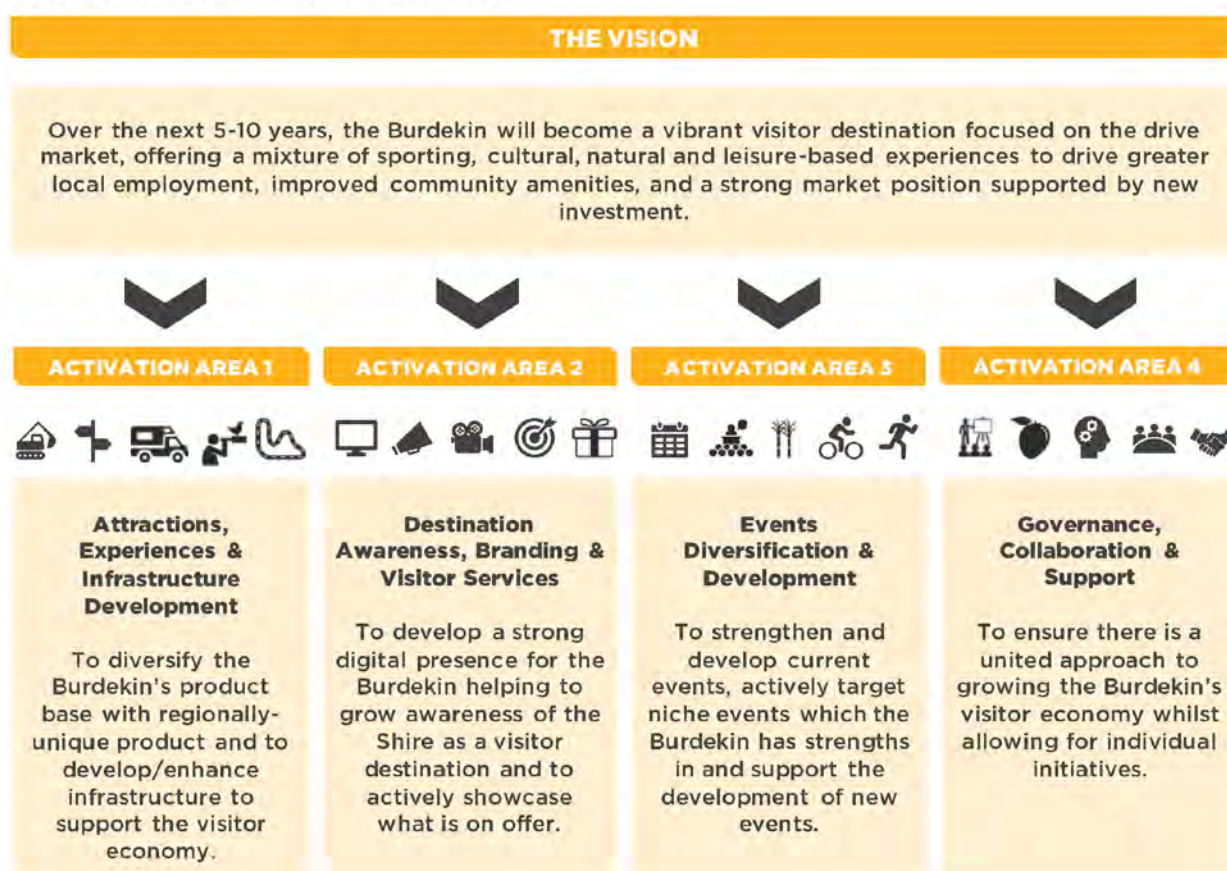 THE VISION
Over the next 5-10 years, the Burdekin will become a vibrant visitor destination focused on the drive
market, offering a mixture of sporting, cultural, natural and leisure-based experiences to drive greater
local employment, improved community amenities, and a strong market position supported by new
investment.
ACTIVATION AREA 1
Attractions,
Experiences &
Infrastructure
Development
To diversify the
Burdekin's product
base with regionally-
unique product and to
develop/enhance
infrastructure to
support the visitor
economy.
ACTIVATION AREA 2
Destination
Awareness, Branding &
Visitor Services
To develop a strong
digital presence for the
Burdekin helping to
grow awareness of the
Shire as a visitor
destination and to
actively showcase
what is on offer.
ACTIVATION AREA 3
Events
Diversification &
Development
To strengthen and
develop current
events, actively target
niche events which the
Burdekin has strengths
in and support the
development of new
events.
ACTIVATION AREA 4
Governance,
Collaboration &
Support
To ensure there is a
united approach to
growing the Burdekin's
visitor economy whilst
allowing for individual
initiatives.